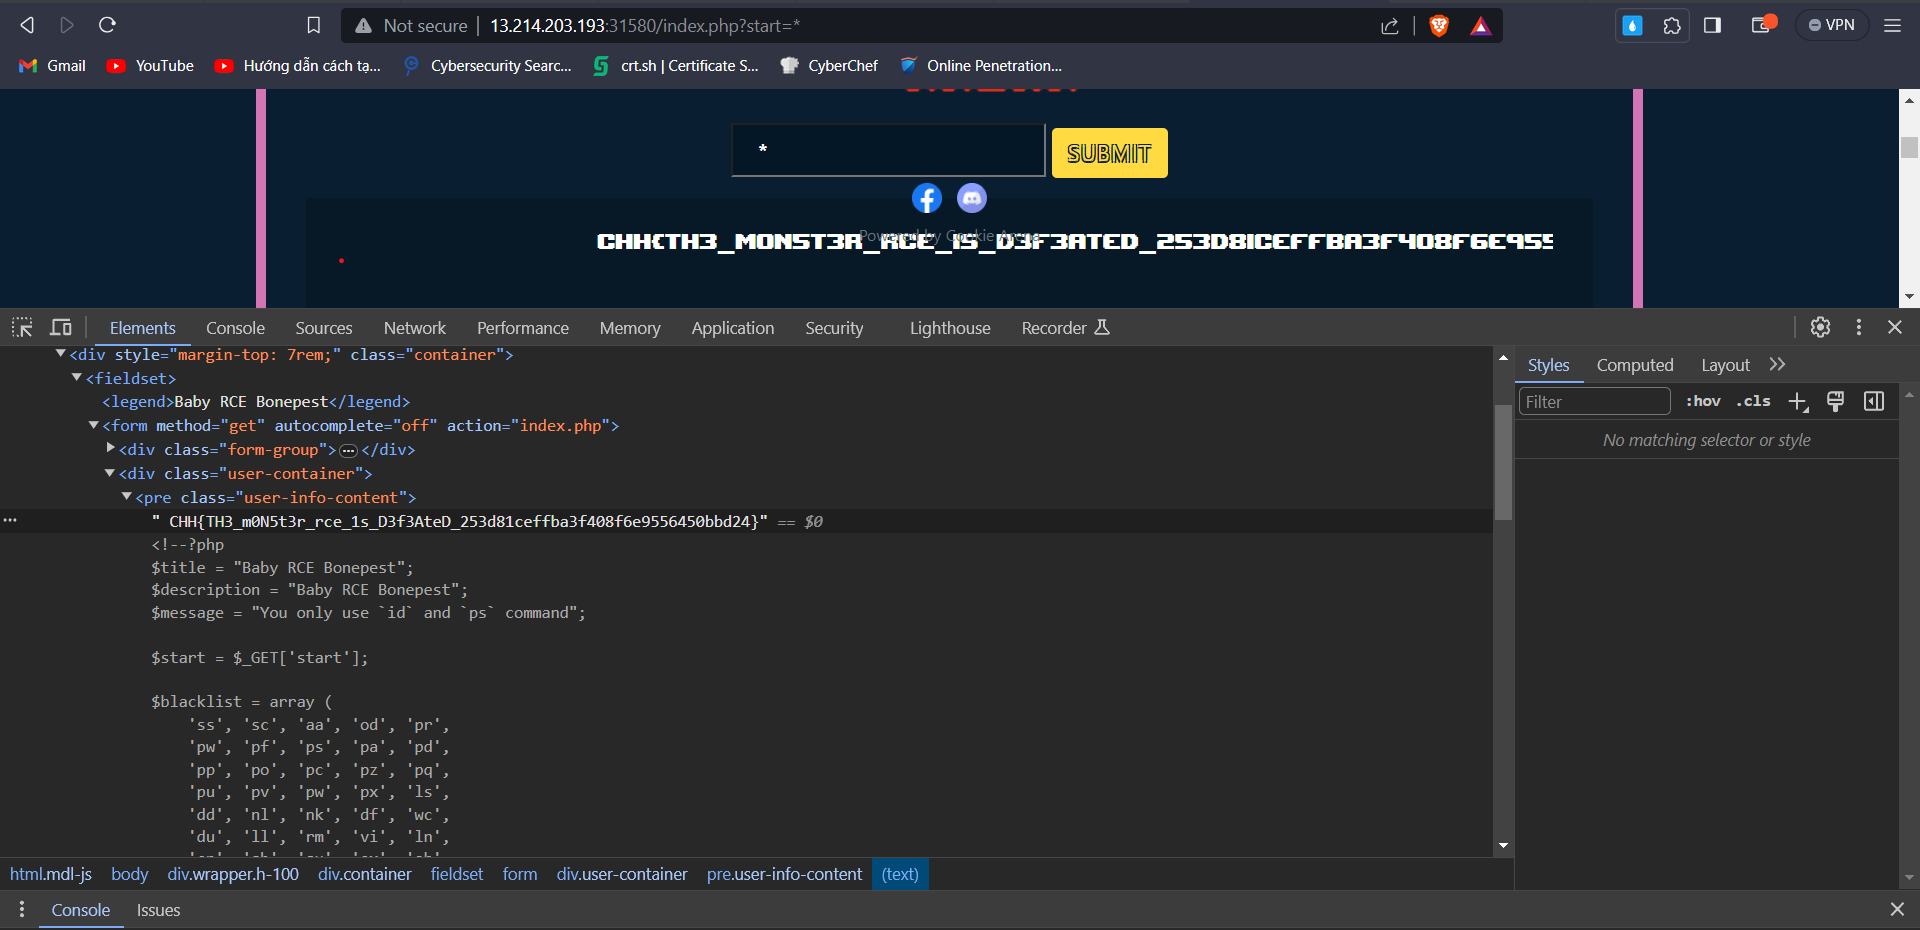 Not secure 13.214.203.193:31580/index.php?start=*
VPN
Gmail YouTube Hướng dẫn cách tạ... Cybersecurity Searc... crt.sh | Certificate S... CyberChef Online Penetration...
* SUBMIT
Powered by Cookie Arena
CHH{TH3_M0N5T3R_RCE_1S_D3F3ATED_253D81CEFFBA3F408F6E955
Elements Console Sources Network Performance Memory Application Security Lighthouse Recorder
<div style="margin-top: 7rem;" class="container">
<fieldset>
<legend>Baby RCE Bonepest</legend>
<form method="get" autocomplete="off" action="index.php">
<div class="form-group"> … </div>
<div class="user-container">
<pre class="user-info-content">
" CHH{TH3_m0N5t3r_rce_1s_D3f3AteD_253d81ceffba3f408f6e9556450bbd24}" == $0
<!--?php
$title = "Baby RCE Bonepest";
$description = "Baby RCE Bonepest";
$message = "You only use `id` and `ps` command";
$start = $_GET['start'];
$blacklist = array (
'ss', 'sc', 'aa', 'od', 'pr',
'pw', 'pf', 'ps', 'pa', 'pd',
'pp', 'po', 'pc', 'pz', 'pq',
'pu', 'pv', 'pw', 'px', 'ls',
'dd', 'nl', 'nk', 'df', 'wc',
'du', 'll', 'rm', 'vi', 'ln',
Styles Computed Layout
Filter :hov .cls
No matching selector or style
html.mdl-js body div.wrapper.h-100 div.container fieldset form div.user-container pre.user-info-content (text)
Console Issues